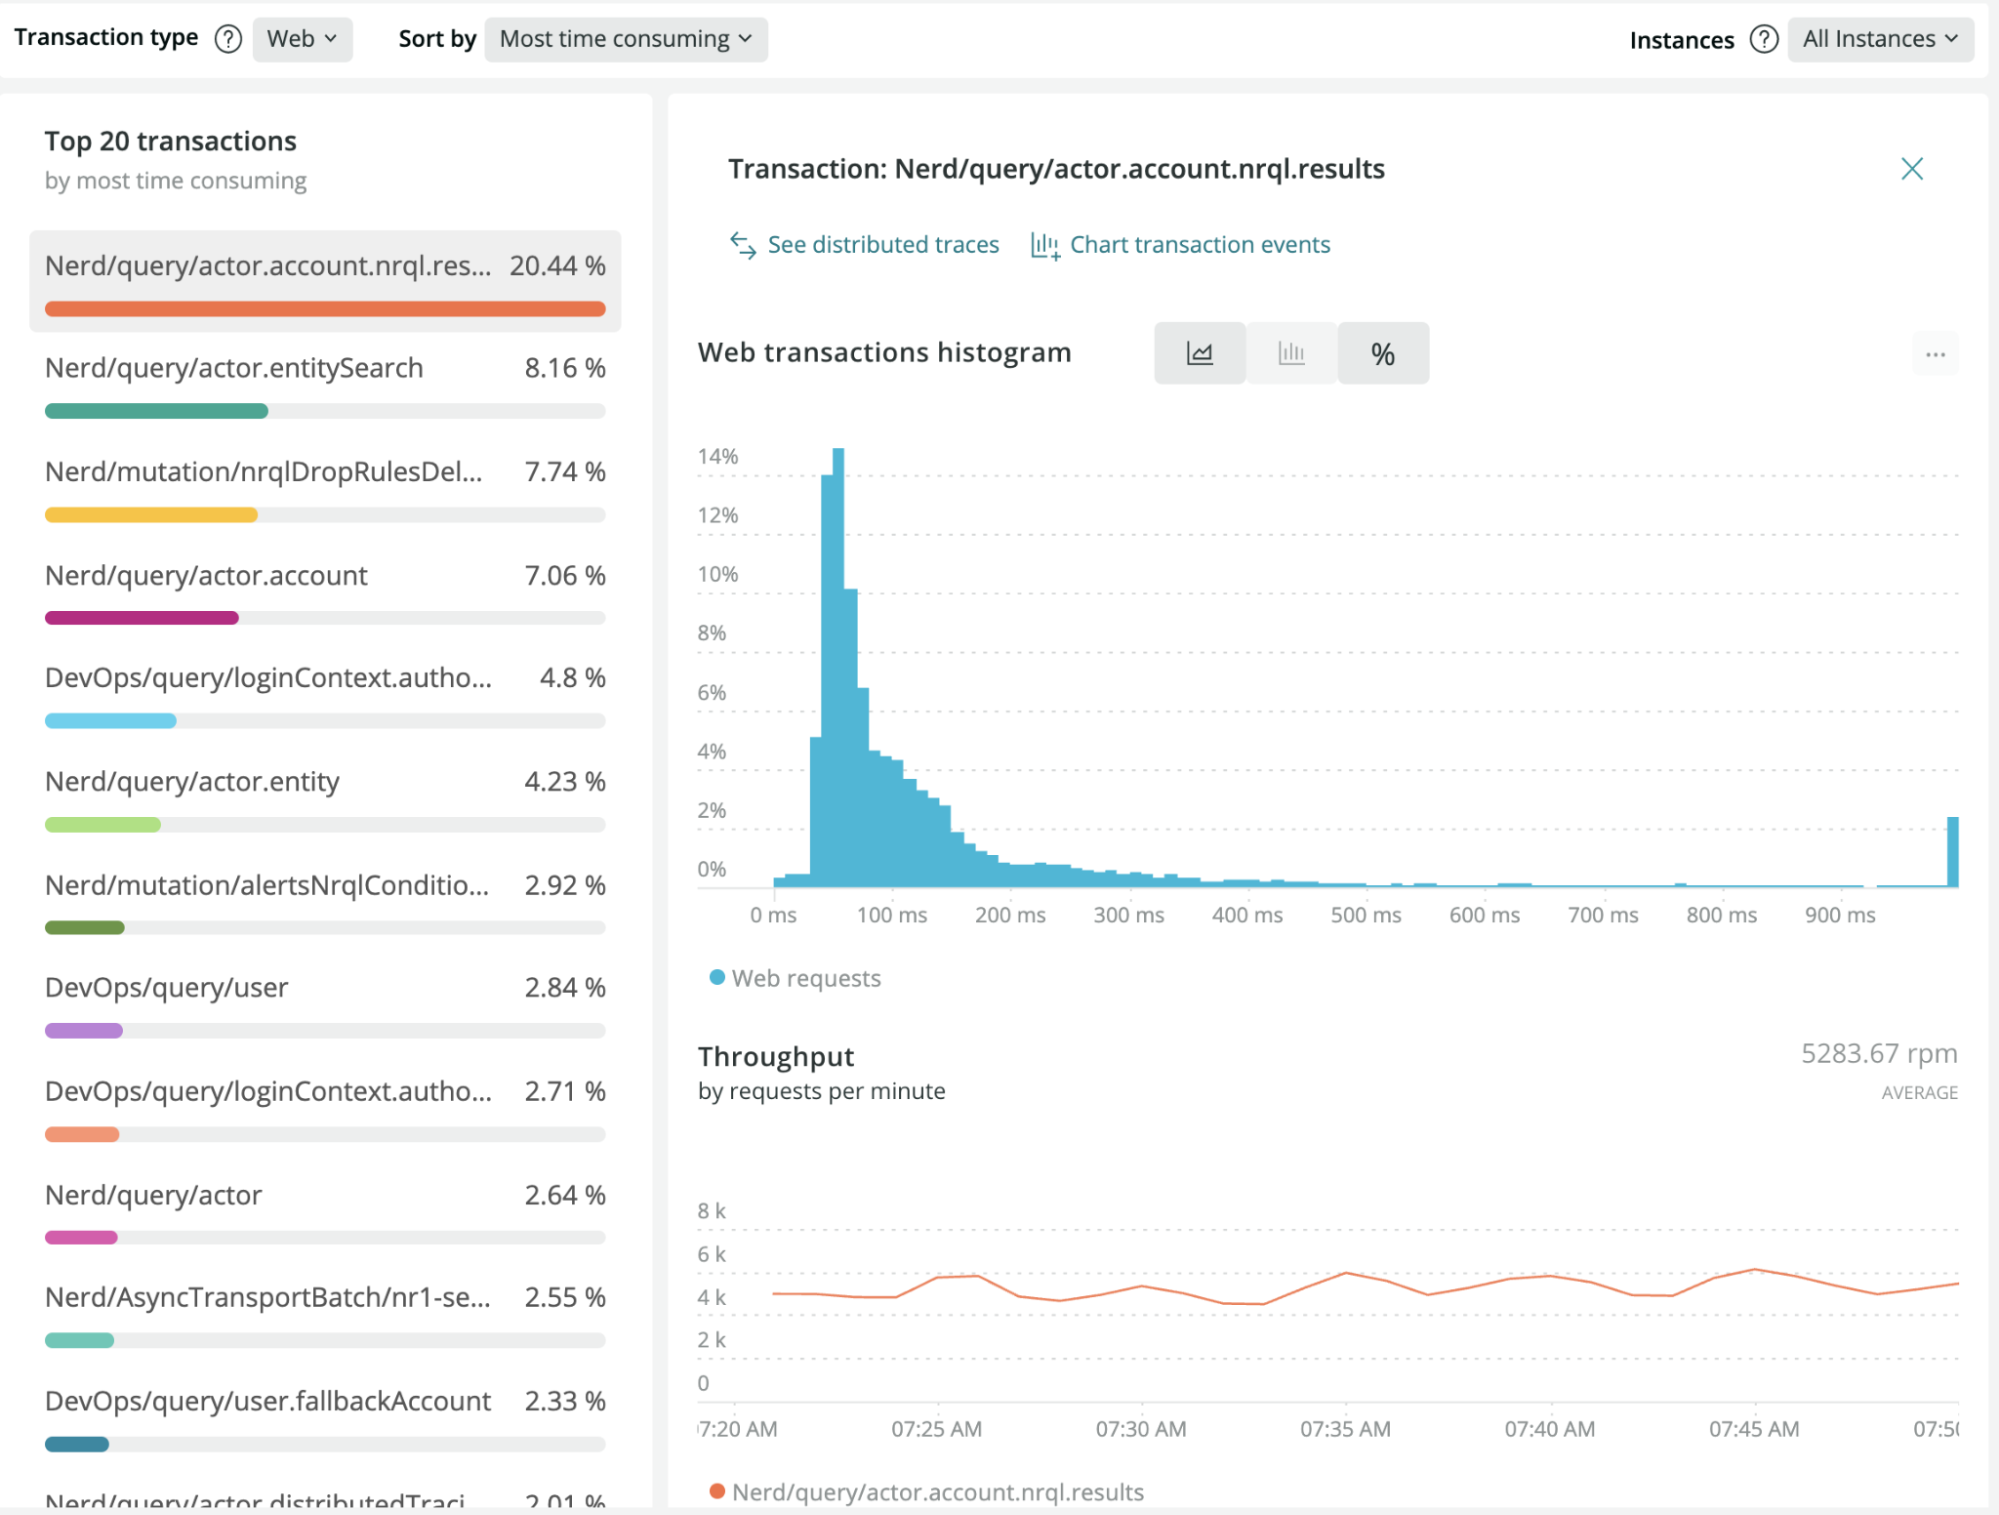 Transaction type ? Web Sort by Most time consuming Instances ? All Instances
Top 20 transactions
by most time consuming
Nerd/query/actor.account.nrql.res... 20.44 %
Nerd/query/actor.entitySearch 8.16 %
Nerd/mutation/nrqlDropRulesDel... 7.74 %
Nerd/query/actor.account 7.06 %
DevOps/query/loginContext.autho... 4.8 %
Nerd/query/actor.entity 4.23 %
Nerd/mutation/alertsNrqlConditio... 2.92 %
DevOps/query/user 2.84 %
DevOps/query/loginContext.autho... 2.71 %
Nerd/query/actor 2.64 %
Nerd/AsyncTransportBatch/nr1-se... 2.55 %
DevOps/query/user.fallbackAccount 2.33 %
Nerd/query/actor.distributedTraci 2.01 %
Transaction: Nerd/query/actor.account.nrql.results
See distributed traces Chart transaction events
Web transactions histogram %
14%
12%
10%
8%
6%
4%
2%
0%
0 ms 100 ms 200 ms 300 ms 400 ms 500 ms 600 ms 700 ms 800 ms 900 ms
Web requests
Throughput 5283.67 rpm
by requests per minute AVERAGE
8 k
6 k
4 k
2 k
0
7:20 AM 07:25 AM 07:30 AM 07:35 AM 07:40 AM 07:45 AM 07:50
Nerd/query/actor.account.nrql.results